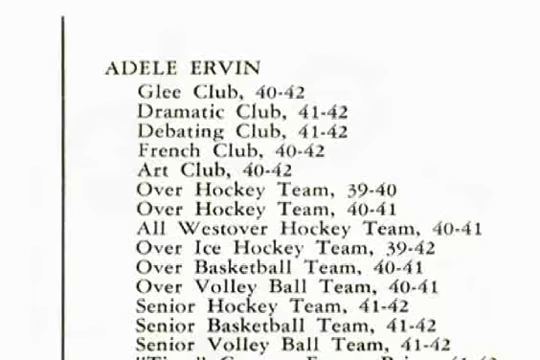 ADELE ERVIN
Glee Club, 40-42
Dramatic Club, 41-42
Debating Club, 41-42
French Club, 40-42
Art Club, 40-42
Over Hockey Team, 39-40
Over Hockey Team, 40-41
All Westover Hockey Team, 40-41
Over Ice Hockey Team, 39-42
Over Basketball Team, 40-41
Over Volley Ball Team, 40-41
Senior Hockey Team, 41-42
Senior Basketball Team, 41-42
Senior Volley Ball Team, 41-42